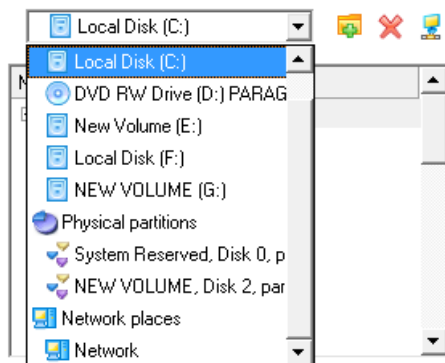 Local Disk (C:)
Local Disk (C:)
DVD RW Drive (D:) PARAG
New Volume (E:)
Local Disk (F:)
NEW VOLUME (G:)
Physical partitions
System Reserved, Disk 0, p
NEW VOLUME, Disk 2, par
Network places
Network